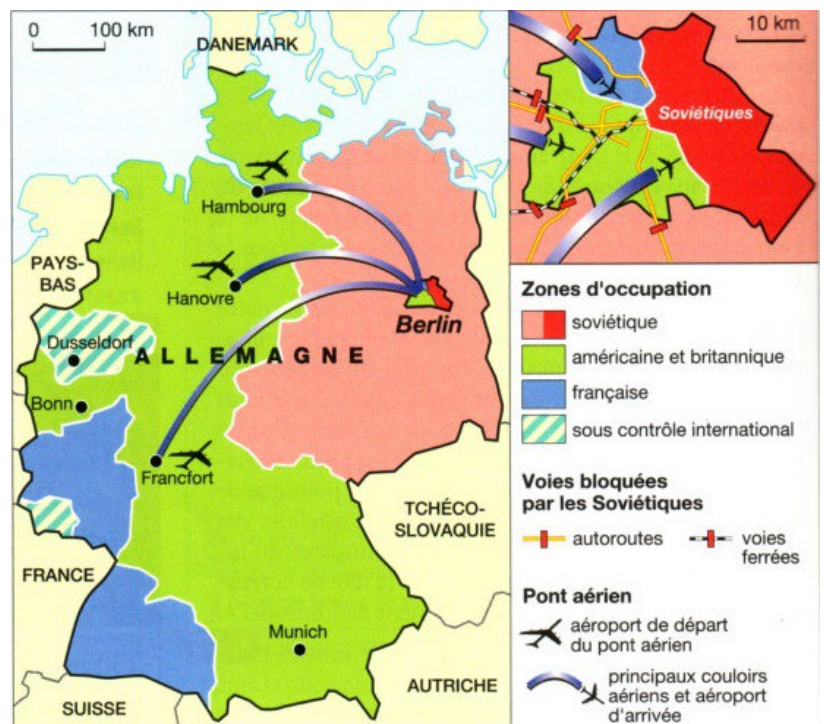 0 100 km
DANEMARK
Hambourg
PAYS-
BAS
Hanovre
Berlin
Dusseldorf
ALLEMAGNE
Bonn
Francfort
TCHÉCO-
SLOVAQUIE
FRANCE
Munich
AUTRICHE
SUISSE
10 km
Soviétiques
Zones d'occupation
soviétique
américaine et britannique
française
sous contrôle international
Voies bloquées
par les Soviétiques
autoroutes
voies
ferrées
Pont aérien
aéroport de départ
du pont aérien
principaux couloirs
aériens et aéroport
d'arrivée